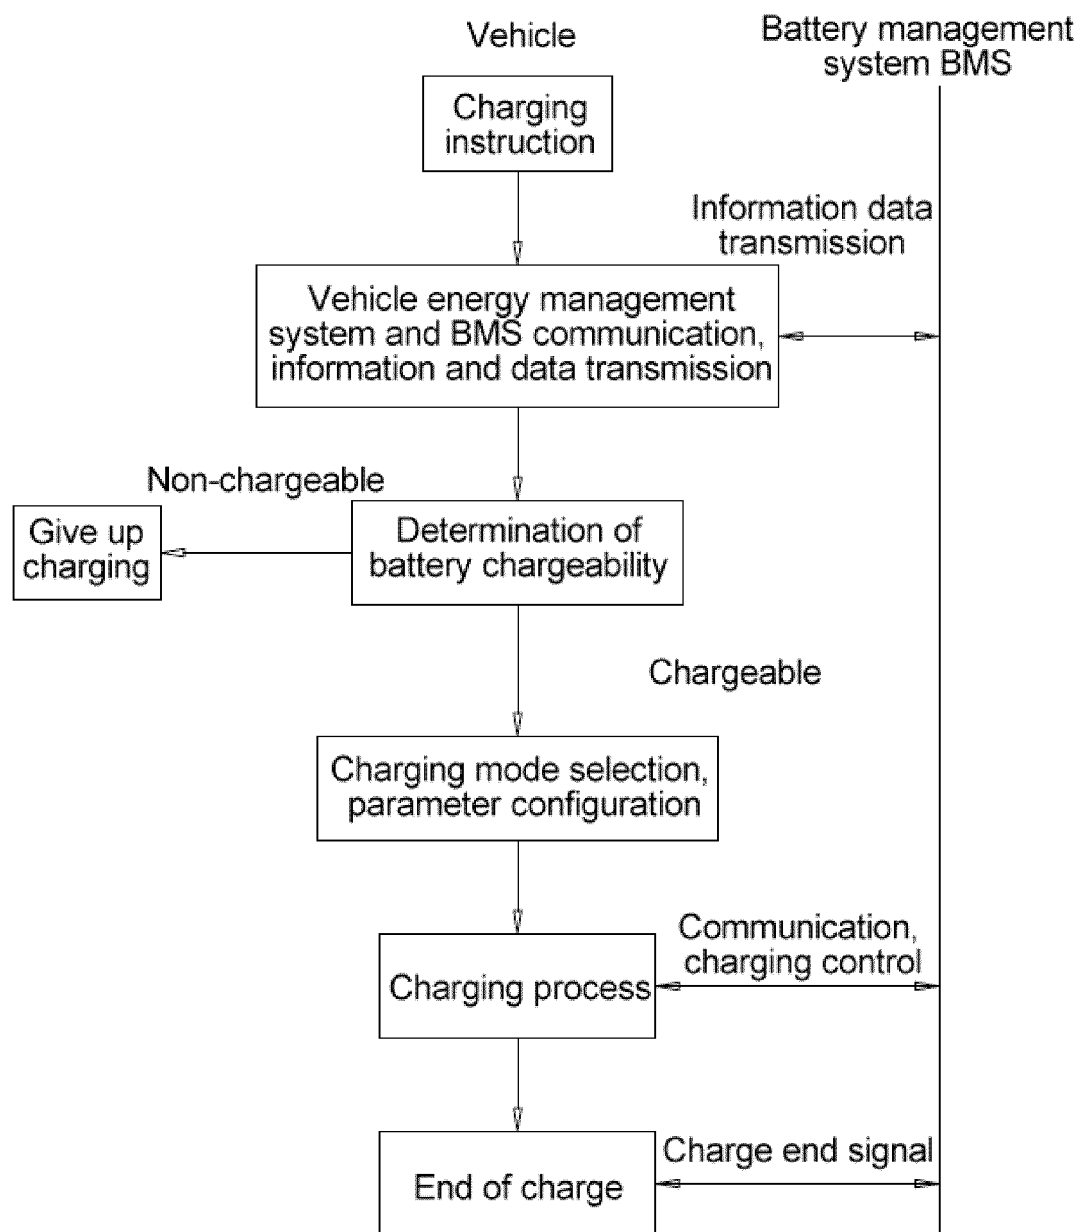 Vehicle
Battery management
system BMS
Charging
instruction
Information data
transmission
Vehicle energy management
system and BMS communication,
information and data transmission
Non-chargeable
Give up
charging
Determination of
battery chargeability
Chargeable
Charging mode selection,
parameter configuration
Communication,
charging control
Charging process
Charge end signal
End of charge